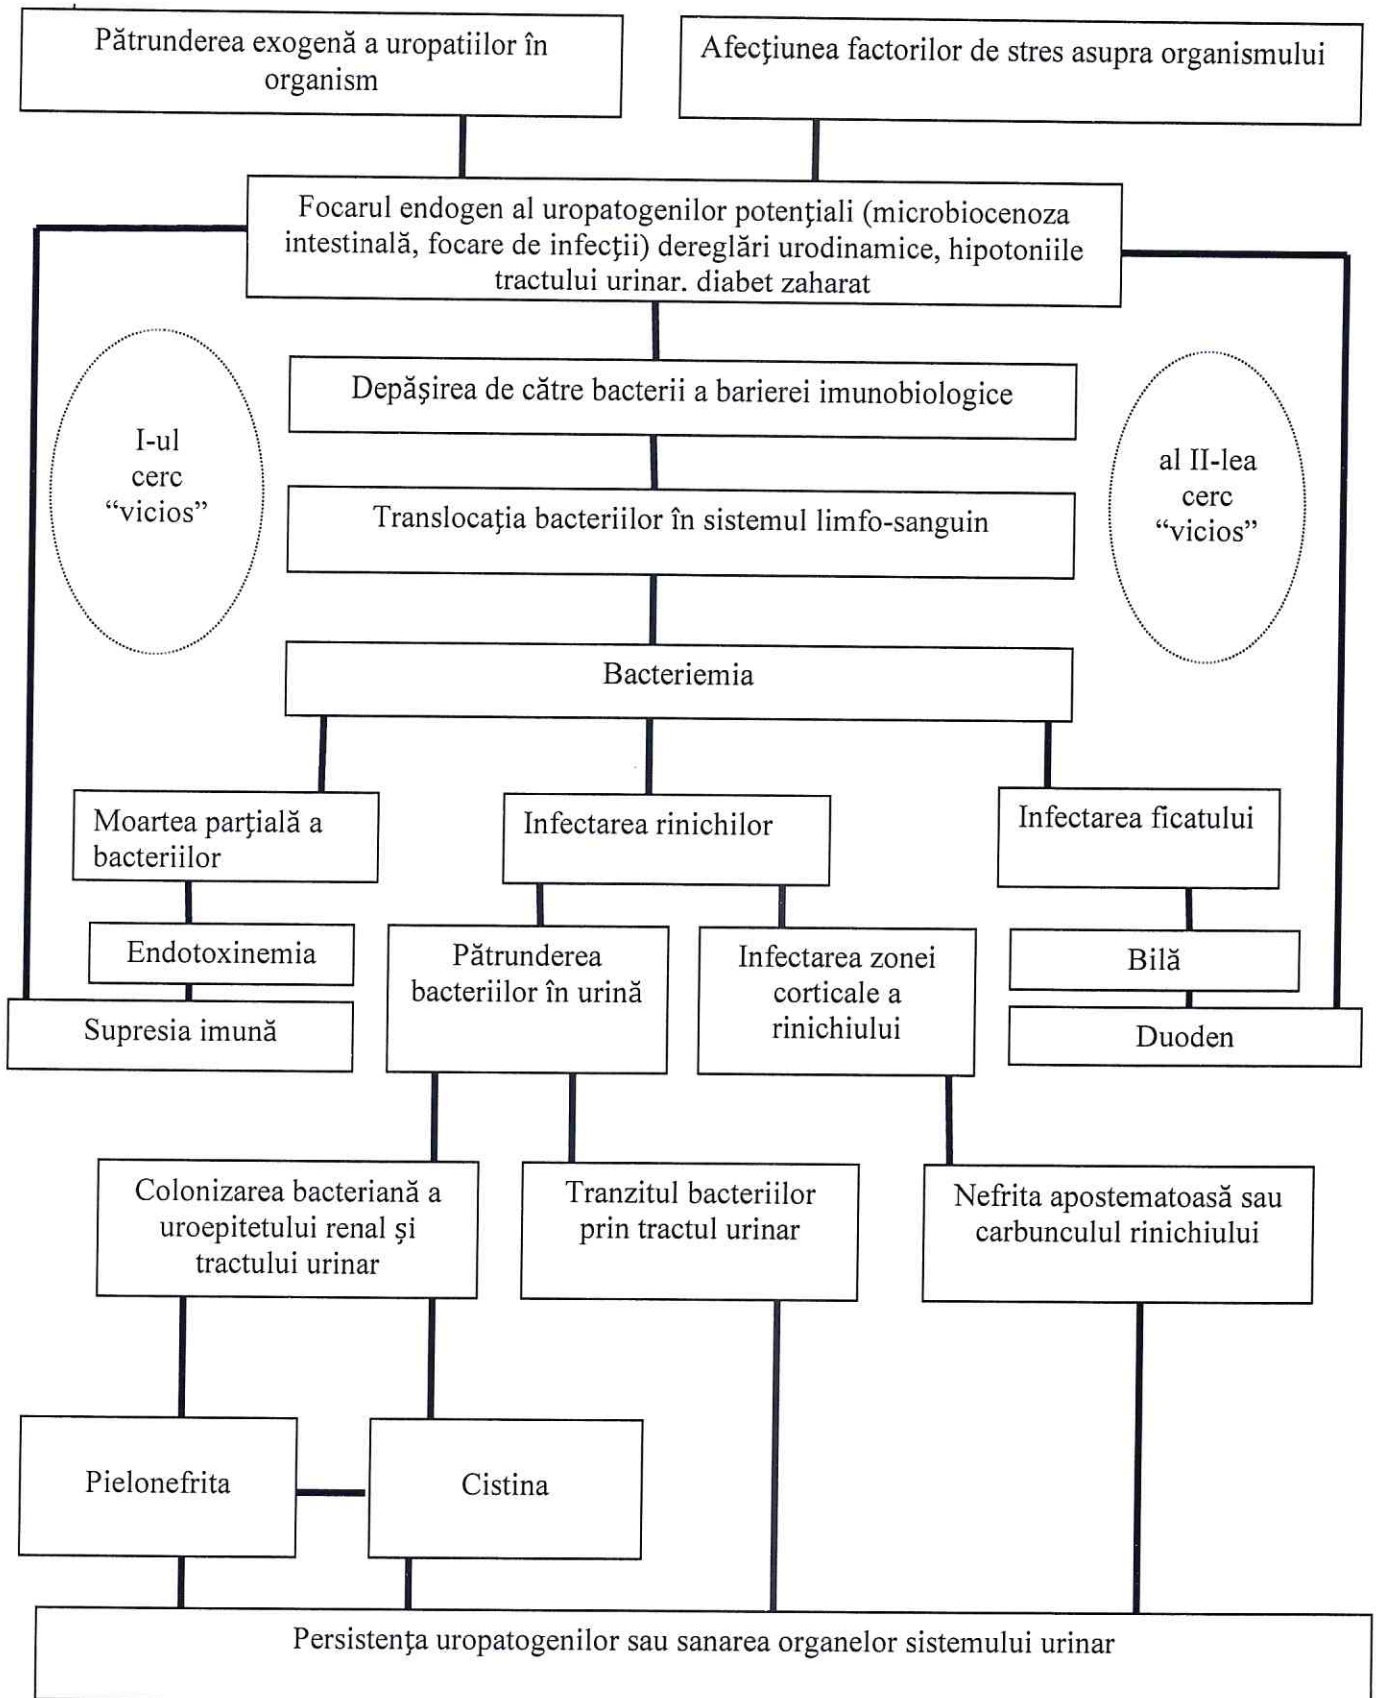 Pătrunderea exogenă a uropatiilor în
organism
Afecţiunea factorilor de stres asupra organismului
Focarul endogen al uropatogenilor potenţiali (microbiocenoza
intestinală, focare de infecţii) dereglări urodinamice, hipotoniile
tractului urinar. diabet zaharat
Depăşirea de către bacterii a barierei imunobiologice
I-ul
cerc
“vicios”
al II-lea
cerc
“vicios”
Translocaţia bacteriilor în sistemul limfo-sanguin
Bacteriemia
Moartea parţială a
bacteriilor
Infectarea rinichilor
Infectarea ficatului
Endotoxinemia
Pătrunderea
bacteriilor în urină
Infectarea zonei
corticale a
rinichiului
Bilă
Supresia imună
Duoden
Colonizarea bacteriană a
uroepitetului renal şi
tractului urinar
Tranzitul bacteriilor
prin tractul urinar
Nefrita apostematoasă sau
carbunculul rinichiului
Pielonefrita
Cistina
Persistenţa uropatogenilor sau sanarea organelor sistemului urinar